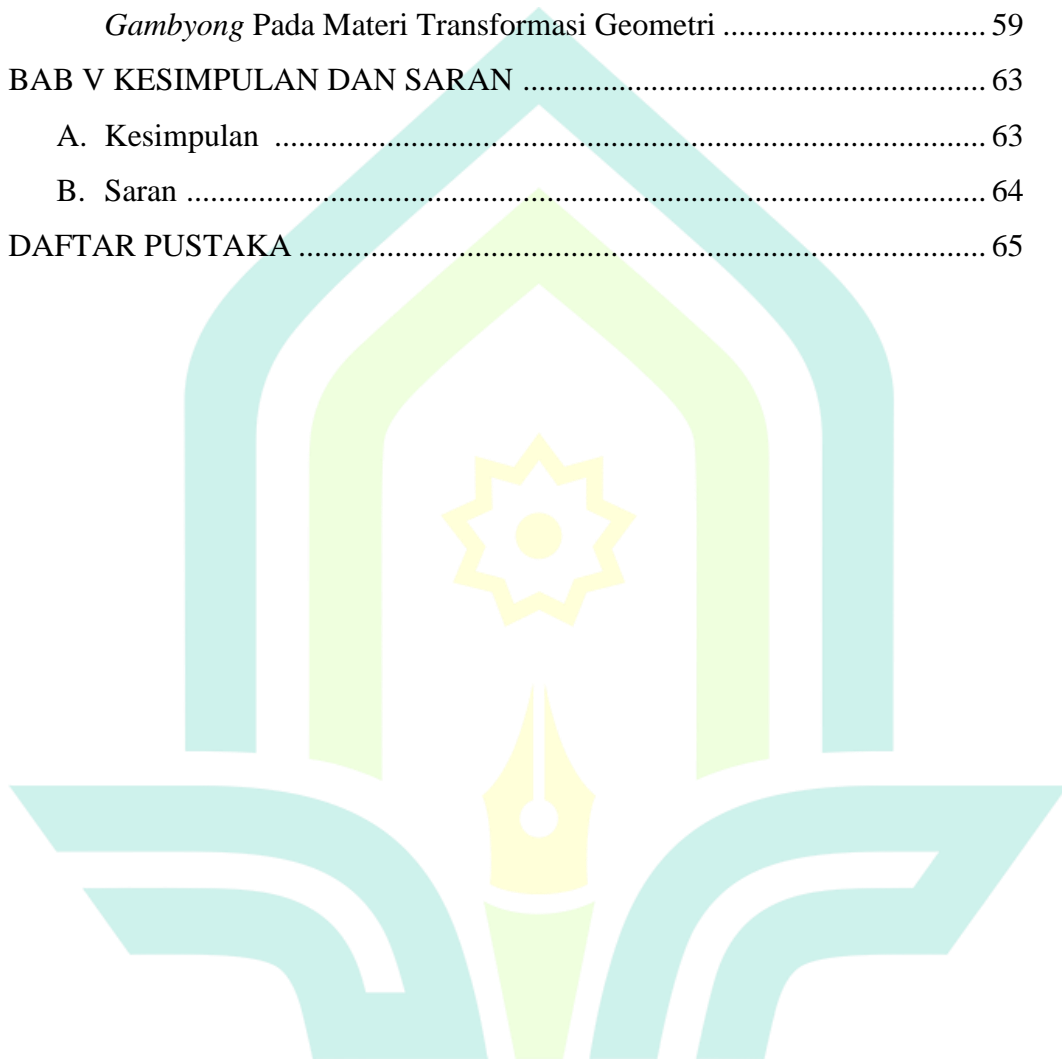 Gambyong Pada Materi Transformasi Geometri .................................. 59
BAB V KESIMPULAN DAN SARAN ............................................................ 63
A. Kesimpulan ............................................................................................ 63
B. Saran ........................................................................................................ 64
DAFTAR PUSTAKA ......................................................................................... 65